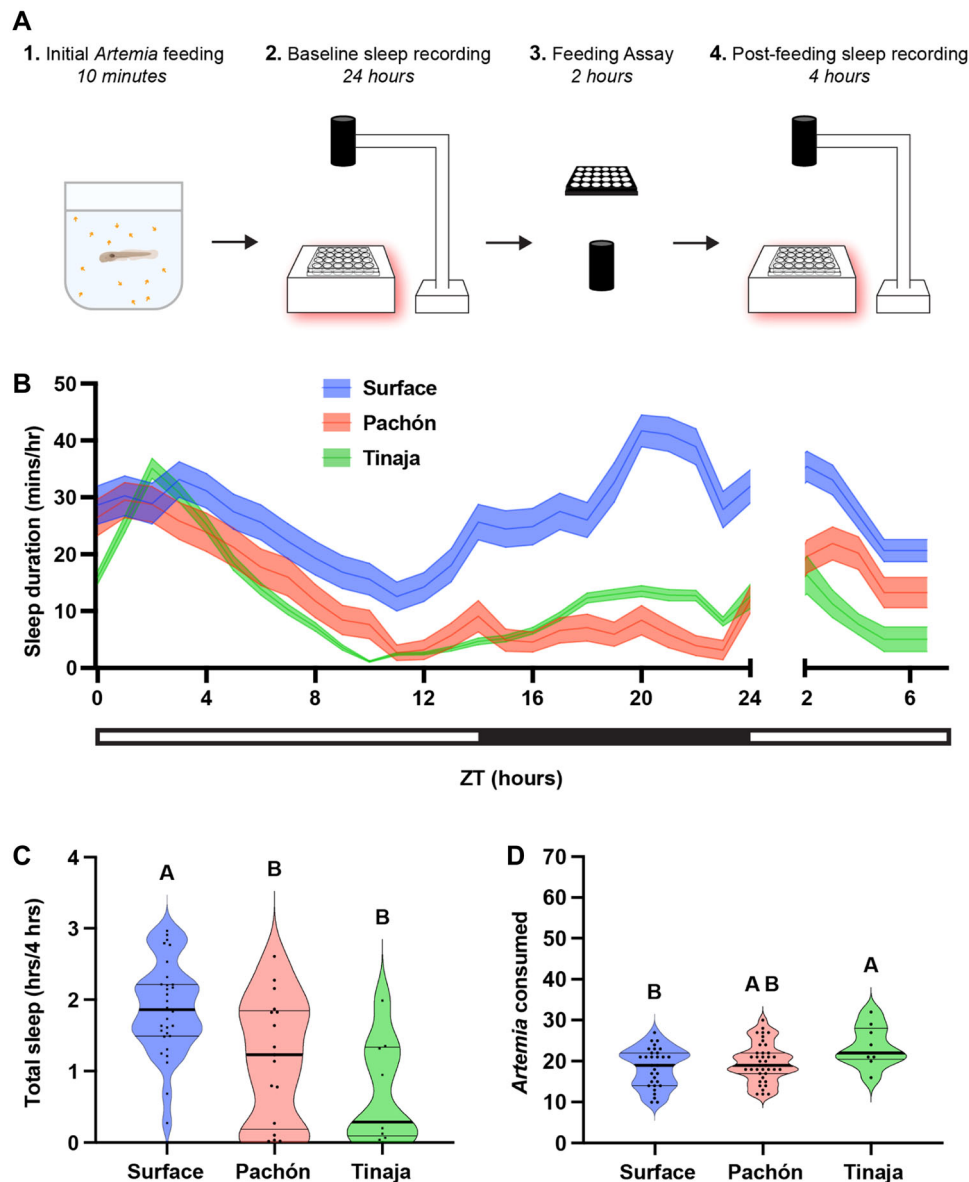 A
1. Initial Artemia feeding
10 minutes
2. Baseline sleep recording
24 hours
3. Feeding Assay
2 hours
4. Post-feeding sleep recording
4 hours
B
Sleep duration (mins/hr)
50
40
30
20
10
0
Surface
Pachón
Tinaja
0 4 8 12 16 20 24 2 6
ZT (hours)
C
Total sleep (hrs/4 hrs)
4
3
2
1
0
A
B
B
Surface Pachón Tinaja
D
Artemia consumed
70
60
50
40
30
20
10
0
B
A B
A
Surface Pachón Tinaja